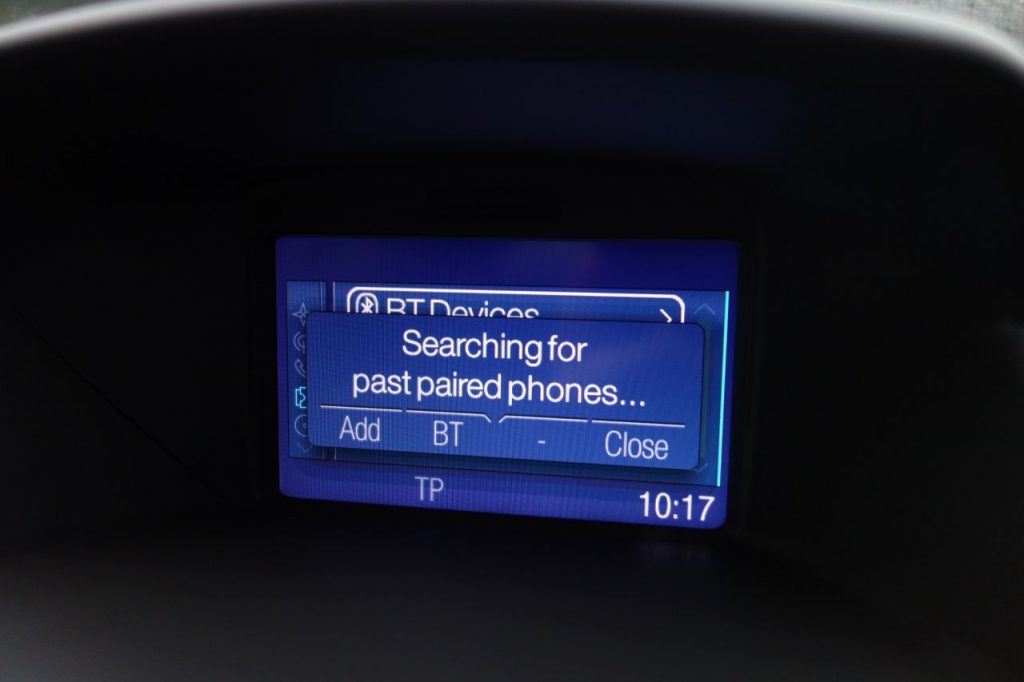 BT Devices
Searching for
past paired phones...
Add BT - Close
TP 10:17